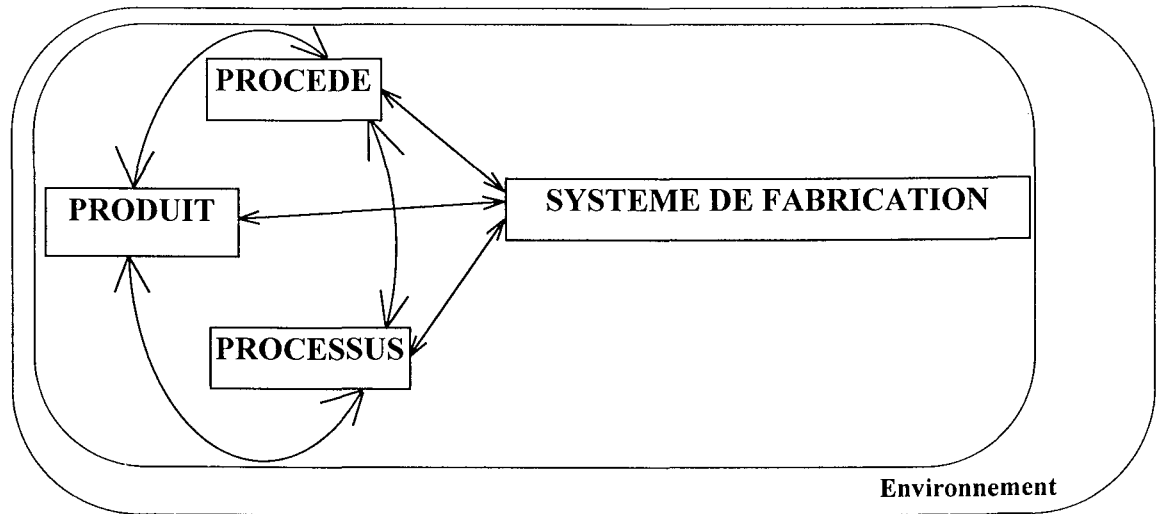 PROCEDE
PRODUIT
SYSTEME DE FABRICATION
PROCESSUS
Environnement